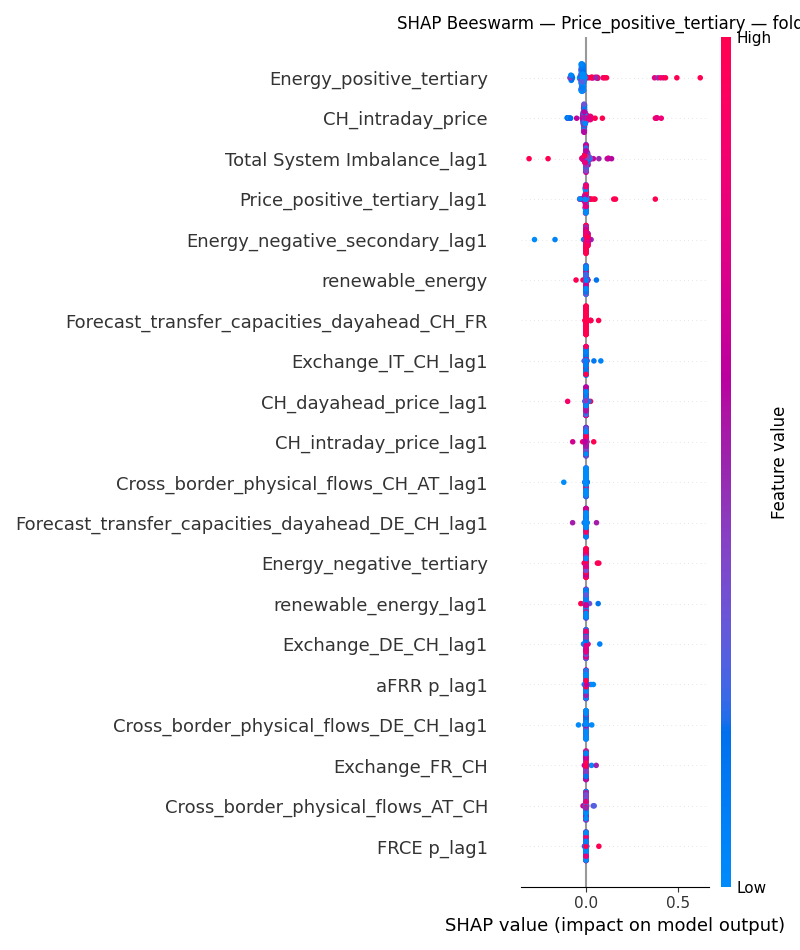 SHAP Beeswarm — Price_positive_tertiary — fold
High
Energy_positive_tertiary
CH_intraday_price
Total System Imbalance_lag1
Price_positive_tertiary_lag1
Energy_negative_secondary_lag1
renewable_energy
Forecast_transfer_capacities_dayahead_CH_FR
Exchange_IT_CH_lag1
CH_dayahead_price_lag1
CH_intraday_price_lag1
Cross_border_physical_flows_CH_AT_lag1
Forecast_transfer_capacities_dayahead_DE_CH_lag1
Energy_negative_tertiary
renewable_energy_lag1
Exchange_DE_CH_lag1
aFRR p_lag1
Cross_border_physical_flows_DE_CH_lag1
Exchange_FR_CH
Cross_border_physical_flows_AT_CH
FRCE p_lag1
Feature value
Low
0.0 0.5
SHAP value (impact on model output)